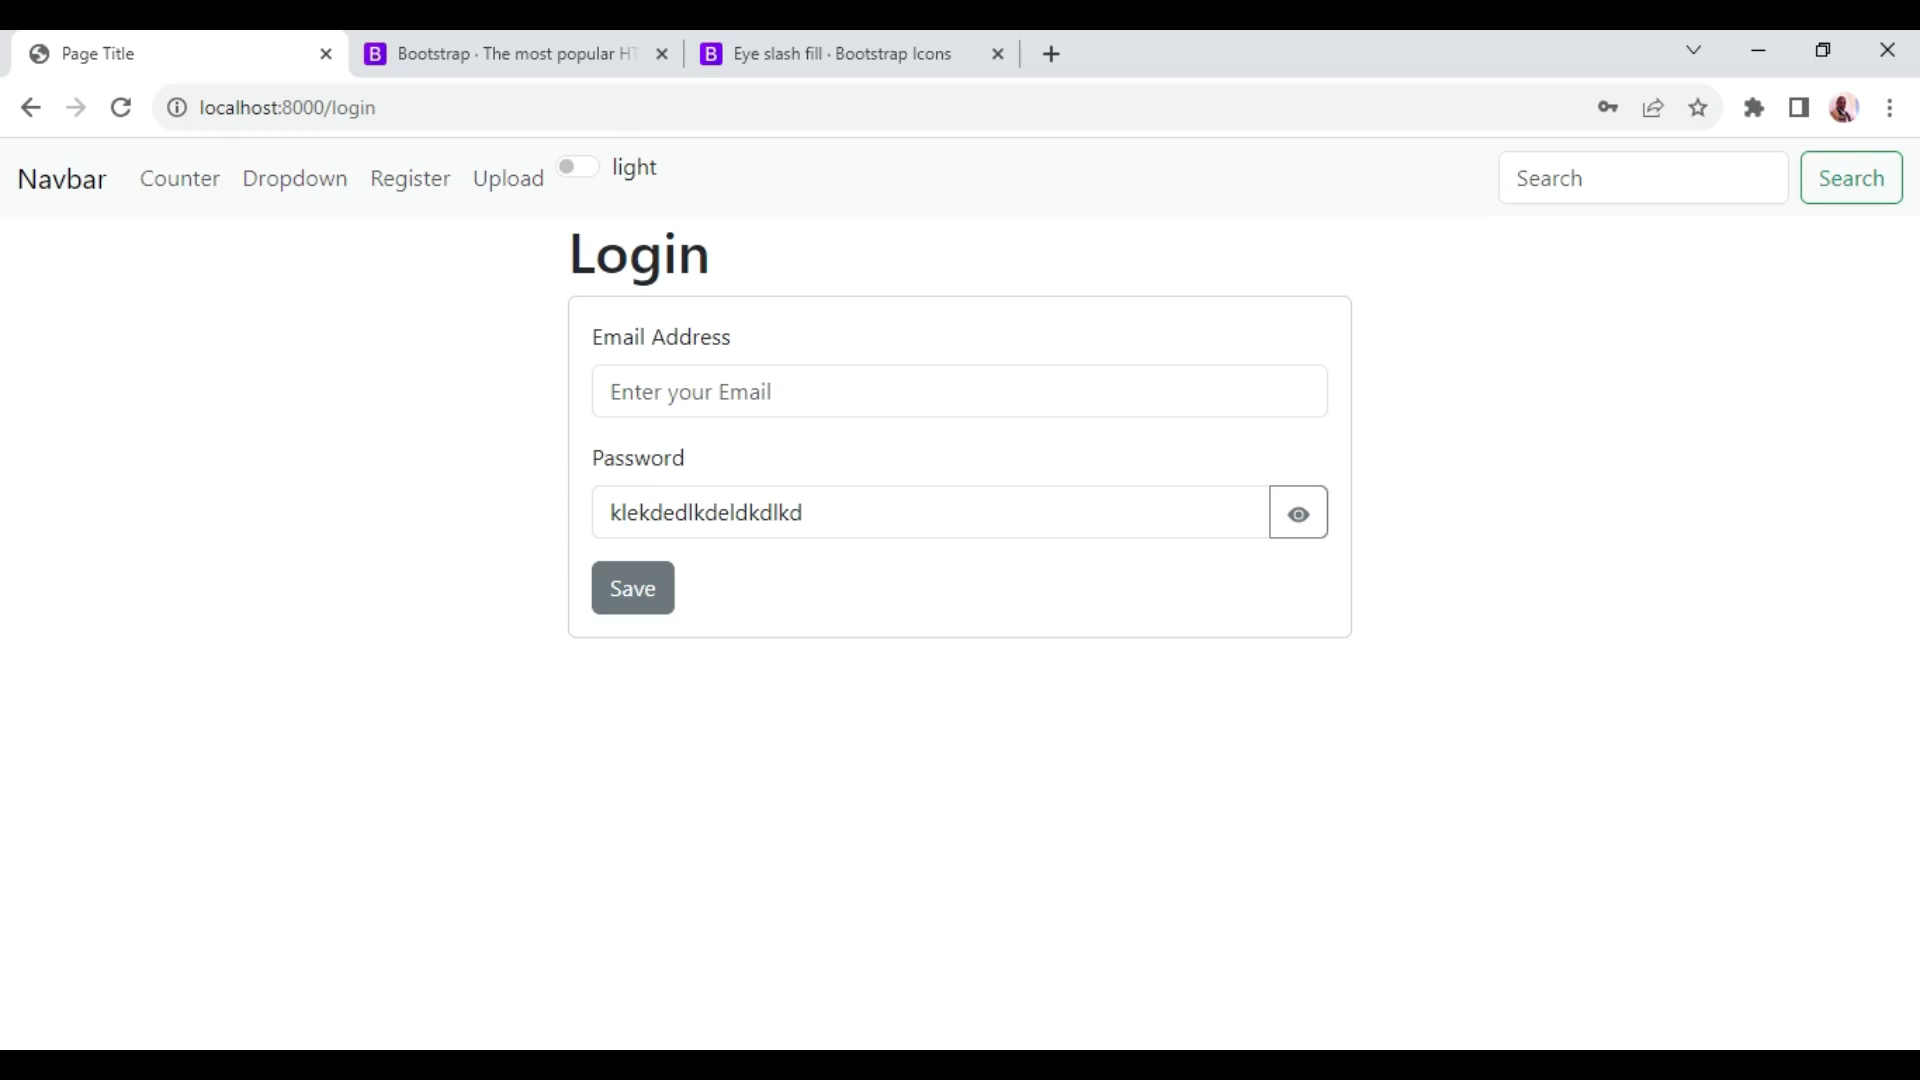 Page Title
Bootstrap · The most popular HT
Eye slash fill · Bootstrap Icons
localhost:8000/login
Navbar Counter Dropdown Register Upload light Search Search
Login
Email Address
Enter your Email
Password
klekdedlkdeldkdlkd
Save